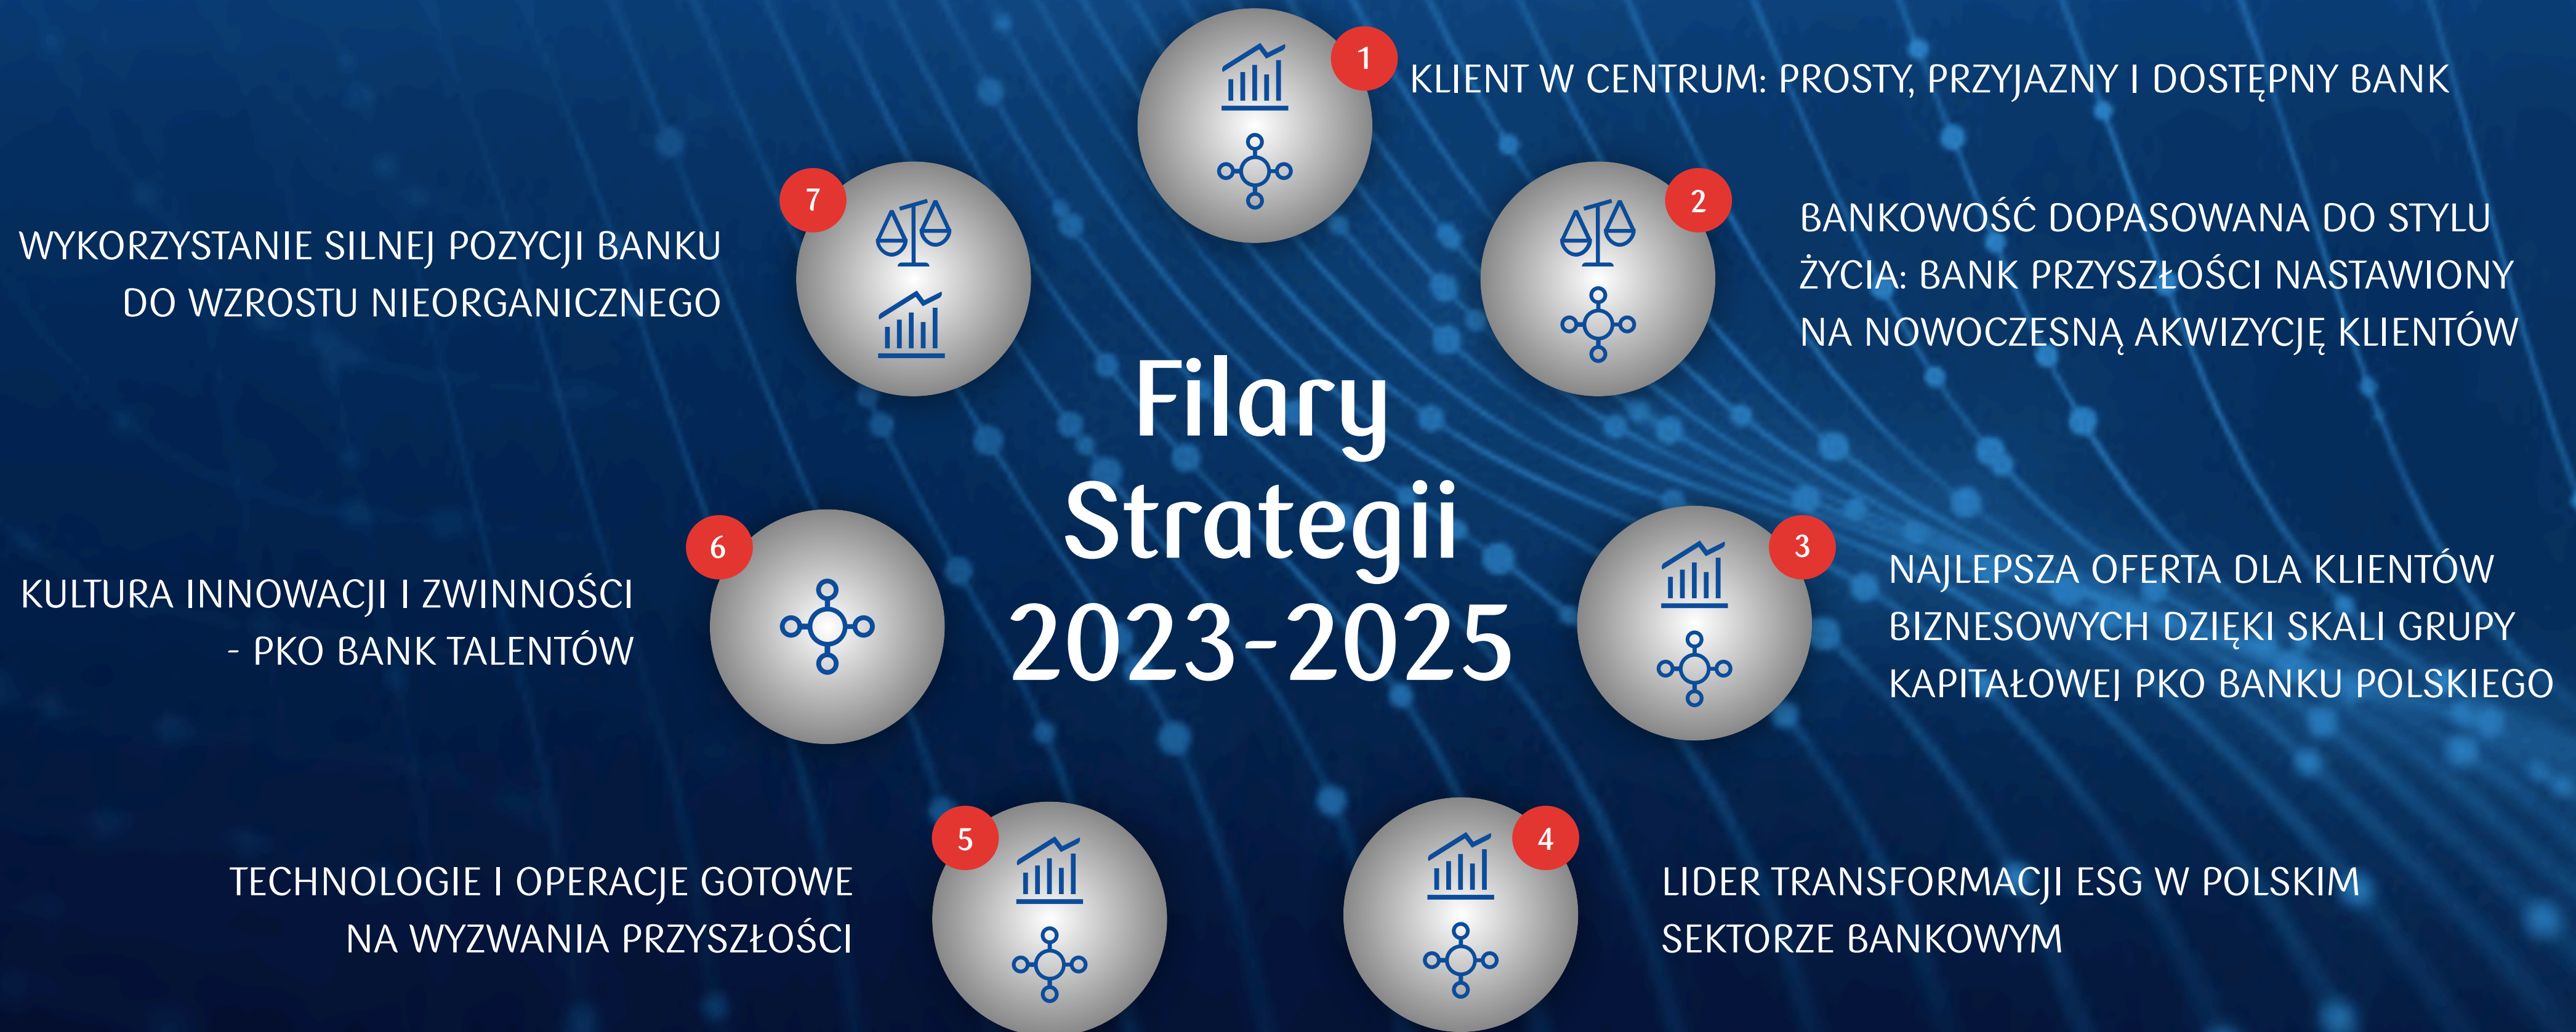 Filary
Strategii
2023-2025
1
KLIENT W CENTRUM: PROSTY, PRZYJAZNY I DOSTĘPNY BANK
2
BANKOWOŚĆ DOPASOWANA DO STYLU
ŻYCIA: BANK PRZYSZŁOŚCI NASTAWIONY
NA NOWOCZESNĄ AKWIZYCJĘ KLIENTÓW
3
NAJLEPSZA OFERTA DLA KLIENTÓW
BIZNESOWYCH DZIĘKI SKALI GRUPY
KAPITAŁOWEJ PKO BANKU POLSKIEGO
4
LIDER TRANSFORMACJI ESG W POLSKIM
SEKTORZE BANKOWYM
5
TECHNOLOGIE I OPERACJE GOTOWE
NA WYZWANIA PRZYSZŁOŚCI
6
KULTURA INNOWACJI I ZWINNOŚCI
- PKO BANK TALENTÓW
7
WYKORZYSTANIE SILNEJ POZYCJI BANKU
DO WZROSTU NIEORGANICZNEGO